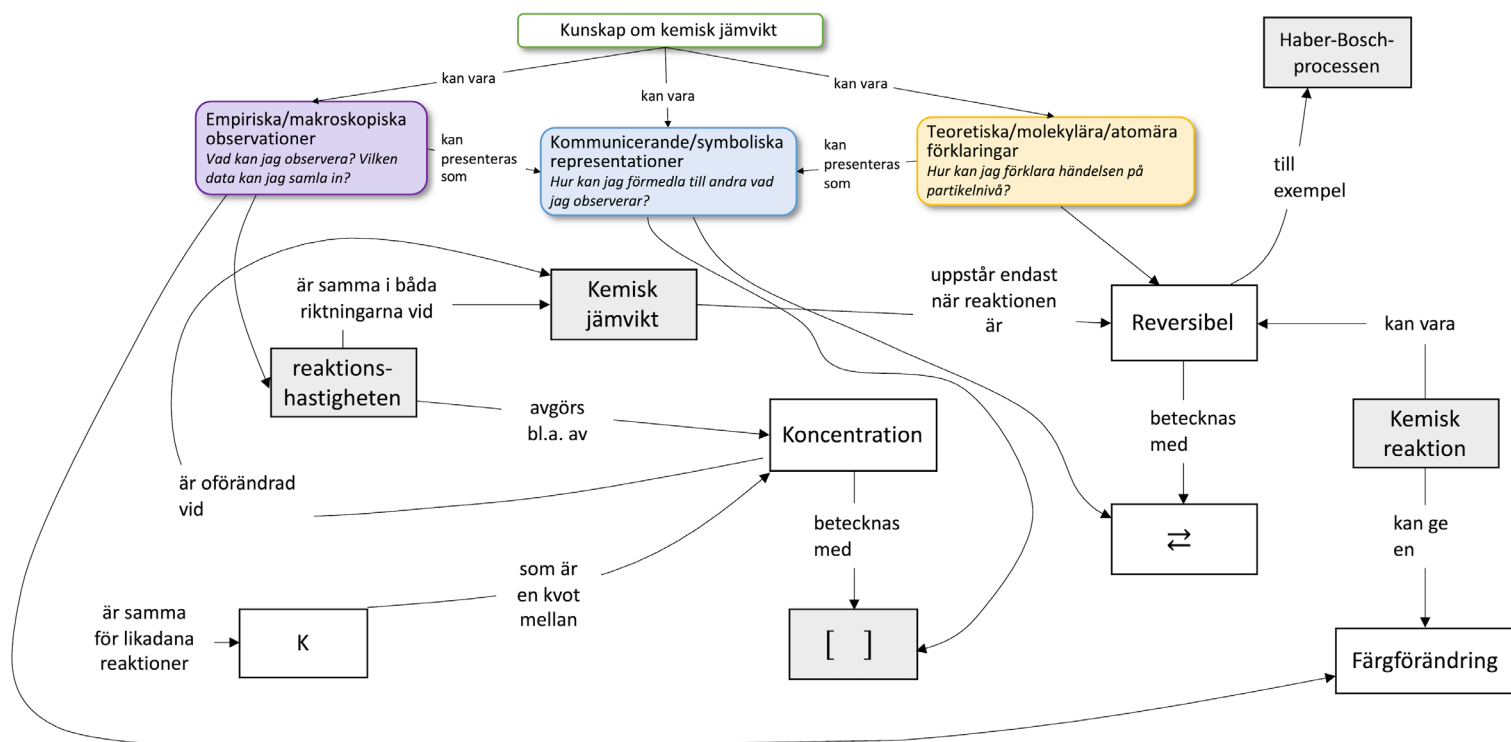 Kunskap om kemisk jämvikt
Haber-Bosch-
processen
kan vara
kan vara
kan vara
Empiriska/makroskopiska
observationer
Vad kan jag observera? Vilken
data kan jag samla in?
kan
presenteras
som
Kommunicerande/symboliska
representationer
Hur kan jag förmedla till andra vad
jag observerar?
kan
presenteras
som
Teoretiska/molekylära/atomära
förklaringar
Hur kan jag förklara händelsen på
partikelnivå?
till
exempel
är samma i båda
riktningarna vid
Kemisk
jämvikt
uppstår endast
när reaktionen
är
Reversibel
kan vara
reaktions-
hastigheten
avgörs
bl.a. av
Koncentration
betecknas
med
Kemisk
reaktion
är oförändrad
vid
betecknas
med
⇄
kan ge
en
som är
en kvot
mellan
är samma
för likadana
reaktioner
K
[ ]
Färgförändring